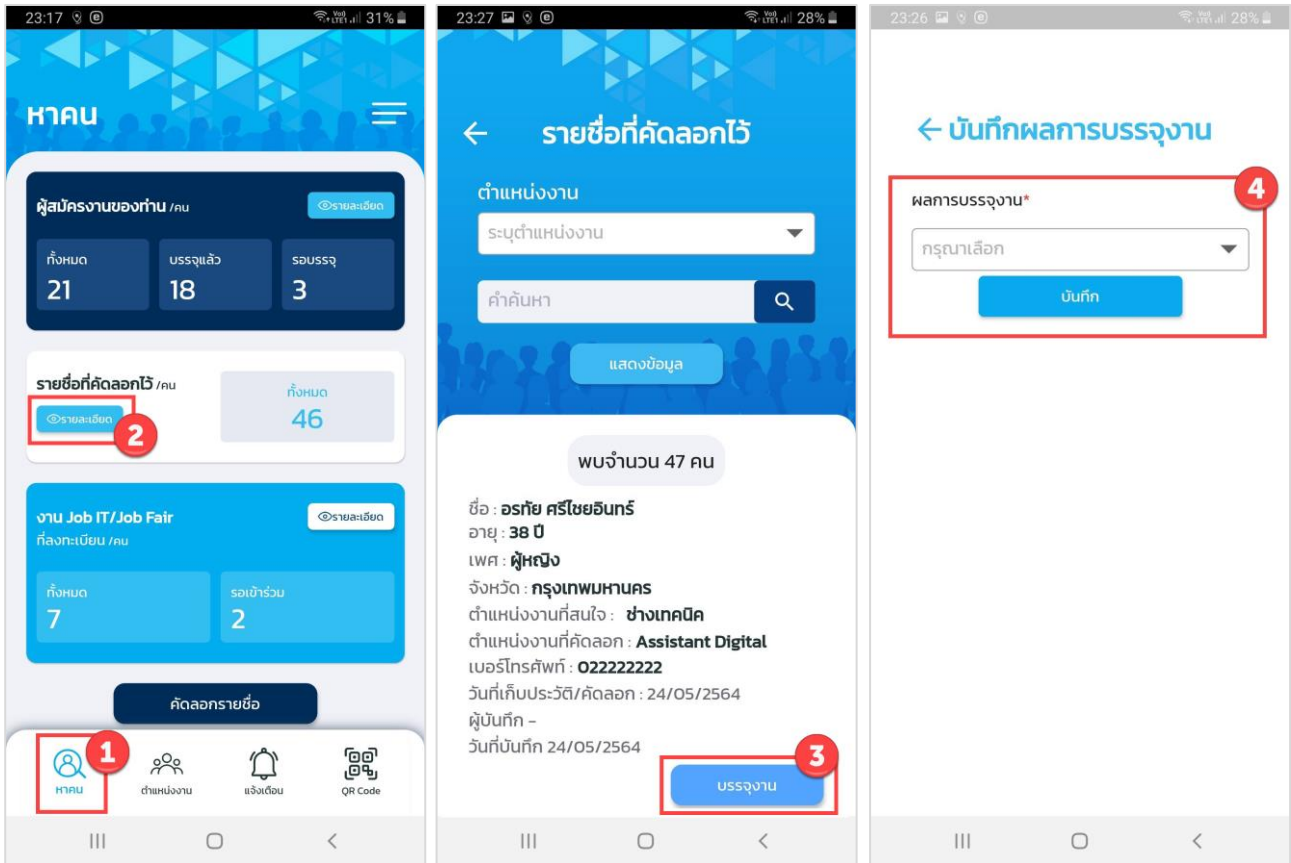 23:17 31%
หาคน
ผู้สมัครงานของท่าน /คน
รายละเอียด
ทั้งหมด
21
บรรจุแล้ว
18
รอบรรจุ
3
รายชื่อที่คัดลอกไว้ /คน
รายละเอียด
2
ทั้งหมด
46
งาน Job IT/Job Fair
ที่ลงทะเบียน /คน
รายละเอียด
ทั้งหมด
7
รอเข้าร่วม
2
คัดลอกรายชื่อ
1
หาคน
ตำแหน่งงาน
แจ้งเตือน
QR Code
23:27 28%
รายชื่อที่คัดลอกไว้
ตำแหน่งงาน
ระบุตำแหน่งงาน
คำค้นหา
แสดงข้อมูล
พบจำนวน 47 คน
ชื่อ : อรทัย ศรีไชยอินทร์
อายุ : 38 ปี
เพศ : ผู้หญิง
จังหวัด : กรุงเทพมหานคร
ตำแหน่งงานที่สนใจ : ช่างเทคนิค
ตำแหน่งงานที่คัดลอก : Assistant Digital
เบอร์โทรศัพท์ : 022222222
วันที่เก็บประวัติ/คัดลอก : 24/05/2564
ผู้บันทึก -
วันที่บันทึก 24/05/2564
3
บรรจุงาน
23:26 28%
บันทึกผลการบรรจุงาน
4
ผลการบรรจุงาน*
กรุณาเลือก
บันทึก